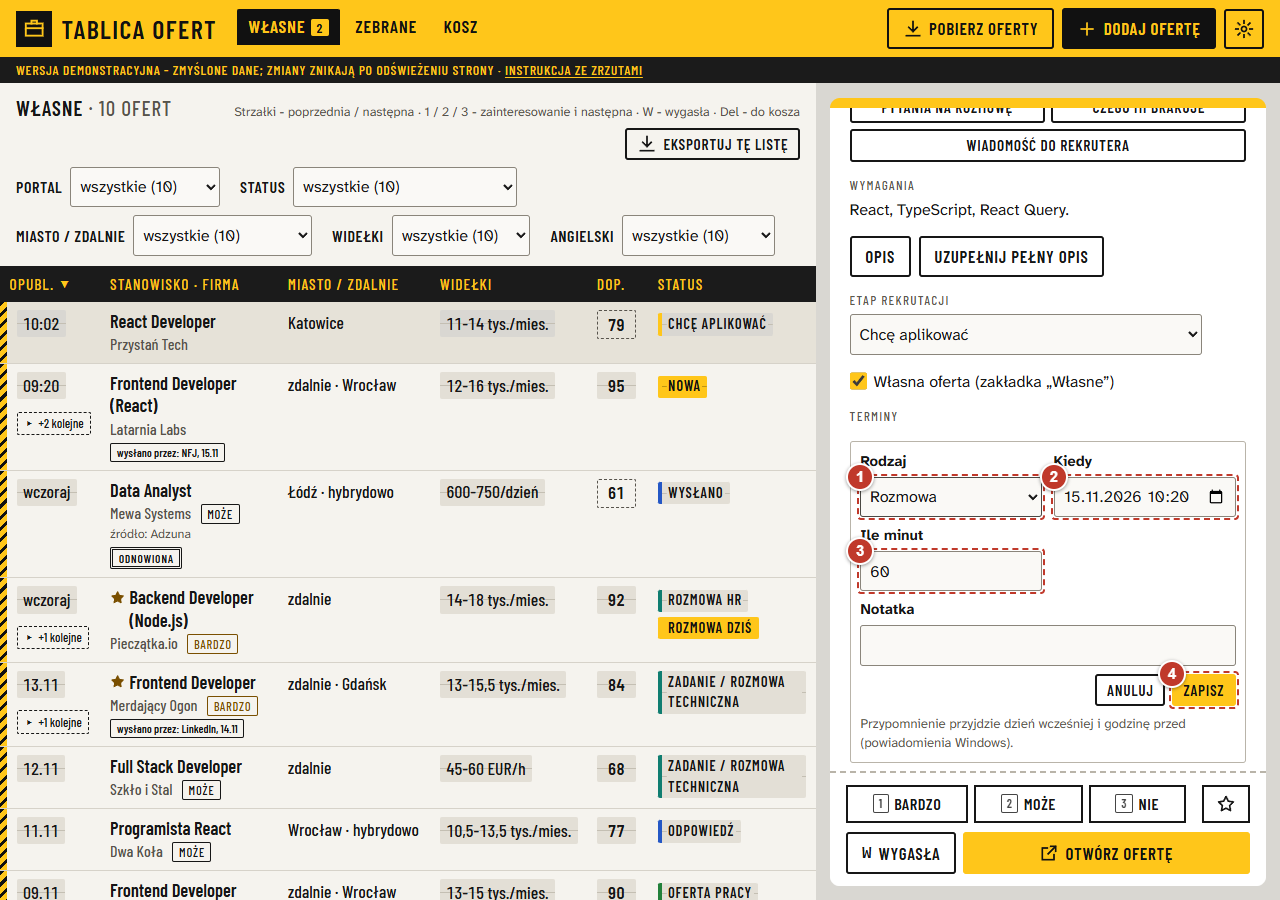 TABLICA OFERT
WŁASNE 2
ZEBRANE
KOSZ
POBIERZ OFERTY
DODAJ OFERTĘ
WERSJA DEMONSTRACYJNA - ZMYŚLONE DANE; ZMIANY ZNIKAJĄ PO ODŚWIEŻENIU STRONY · INSTRUKCJA ZE ZRZUTAMI
WŁASNE · 10 OFERT
Strzałki - poprzednia / następna · 1 / 2 / 3 - zainteresowanie i następna · W - wygasła · Del - do kosza
EKSPORTUJ TĘ LISTĘ
PORTAL wszystkie (10) STATUS wszystkie (10)
MIASTO / ZDALNIE wszystkie (10) WIDEŁKI wszystkie (10) ANGIELSKI wszystkie (10)
OPUBL. ▼ STANOWISKO · FIRMA MIASTO / ZDALNIE WIDEŁKI DOP. STATUS
10:02 React Developer Katowice 11-14 tys./mies. 79 CHCĘ APLIKOWAĆ
Przystań Tech
09:20 Frontend Developer zdalnie · Wrocław 12-16 tys./mies. 95 NOWA
(React)
+2 kolejne
Latarnia Labs
wysłano przez: NFJ, 15.11
wczoraj Data Analyst Łódź · hybrydowo 600-750/dzień 61 WYSŁANO
Mewa Systems MOŻE
źródło: Adzuna
ODNOWIONA
wczoraj Backend Developer zdalnie 14-18 tys./mies. 92 ROZMOWA HR
(Node.js) ROZMOWA DZIŚ
+1 kolejne
Pieczątka.io BARDZO
13.11 Frontend Developer zdalnie · Gdańsk 13-15,5 tys./mies. 84 ZADANIE / ROZMOWA
TECHNICZNA
Merdający Ogon BARDZO
+1 kolejne
wysłano przez: LinkedIn, 14.11
12.11 Full Stack Developer zdalnie 45-60 EUR/h 68 ZADANIE / ROZMOWA
TECHNICZNA
Szkło i Stal MOŻE
11.11 Programista React Wrocław · hybrydowo 10,5-13,5 tys./mies. 77 ODPOWIEDŹ
Dwa Koła MOŻE
09.11 Frontend Developer zdalnie · Wrocław 13-15 tys./mies. 90 OFERTA PRACY
WIADOMOŚĆ DO REKRUTERA
WYMAGANIA
React, TypeScript, React Query.
OPIS
UZUPEŁNIJ PEŁNY OPIS
ETAP REKRUTACJI
Chcę aplikować
Własna oferta (zakładka „Własne”)
TERMINY
Rodzaj Kiedy
1 Rozmowa 2 15.11.2026 10:20
Ile minut
3 60
Notatka
ANULUJ 4 ZAPISZ
Przypomnienie przyjdzie dzień wcześniej i godzinę przed
(powiadomienia Windows).
1 BARDZO 2 MOŻE 3 NIE
W WYGASŁA OTWÓRZ OFERTĘ